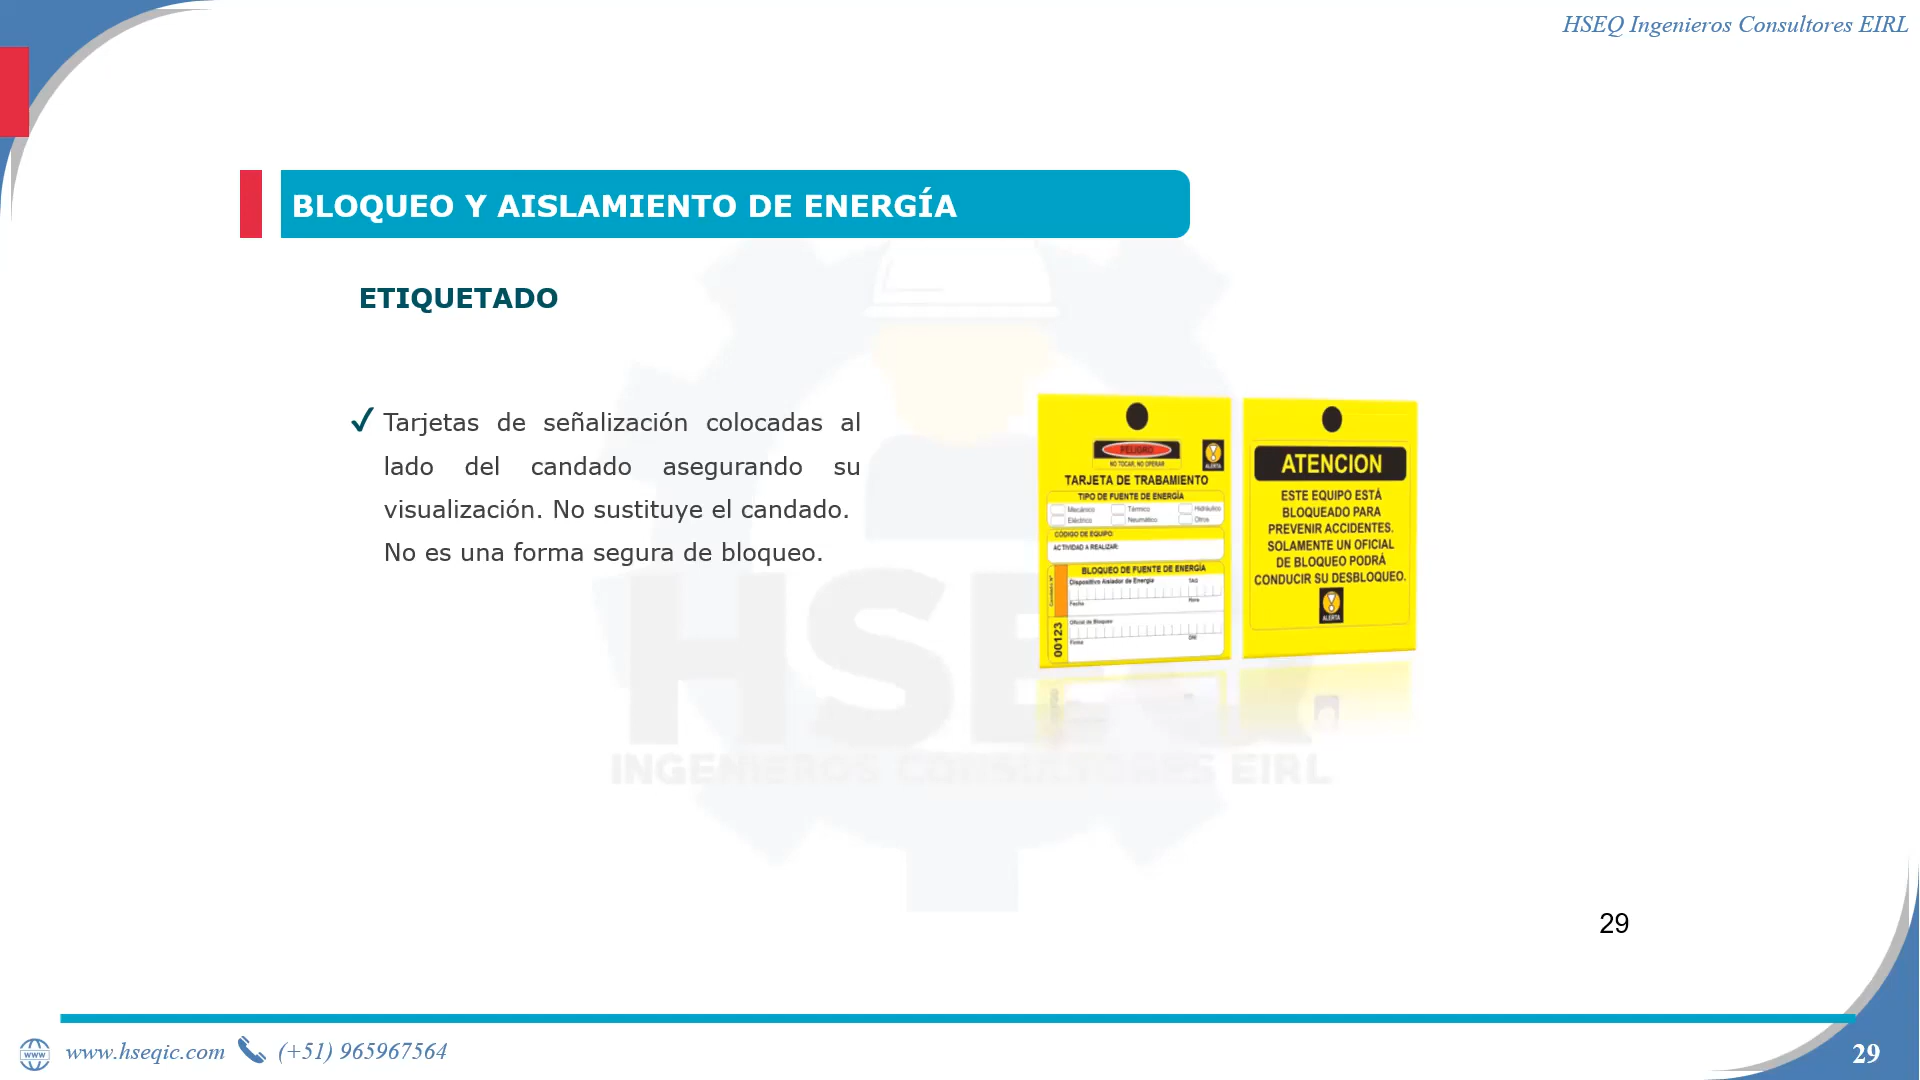 HSEQ Ingenieros Consultores EIRL
BLOQUEO Y AISLAMIENTO DE ENERGÍA
ETIQUETADO
✓ Tarjetas de señalización colocadas al
lado del candado asegurando su
visualización. No sustituye el candado.
No es una forma segura de bloqueo.
PELIGRO
NO TOCAR, NO OPERAR
ALERTA
TARJETA DE TRABAMIENTO
TIPO DE FUENTE DE ENERGÍA
Mecánico Térmico Hidráulico
Eléctrico Neumático Otros
CÓDIGO DE EQUIPO:
ACTIVIDAD A REALIZAR:
BLOQUEO DE FUENTE DE ENERGÍA
Dispositivo Aislador de Energía TAG
Fecha Hora
Oficial de Bloqueo
Firma DNI
00123
ATENCION
ESTE EQUIPO ESTÁ
BLOQUEADO PARA
PREVENIR ACCIDENTES.
SOLAMENTE UN OFICIAL
DE BLOQUEO PODRÁ
CONDUCIR SU DESBLOQUEO.
ALERTA
HSEQ
INGENIEROS CONSULTORES EIRL
29
www www.hseqic.com (+51) 965967564
29